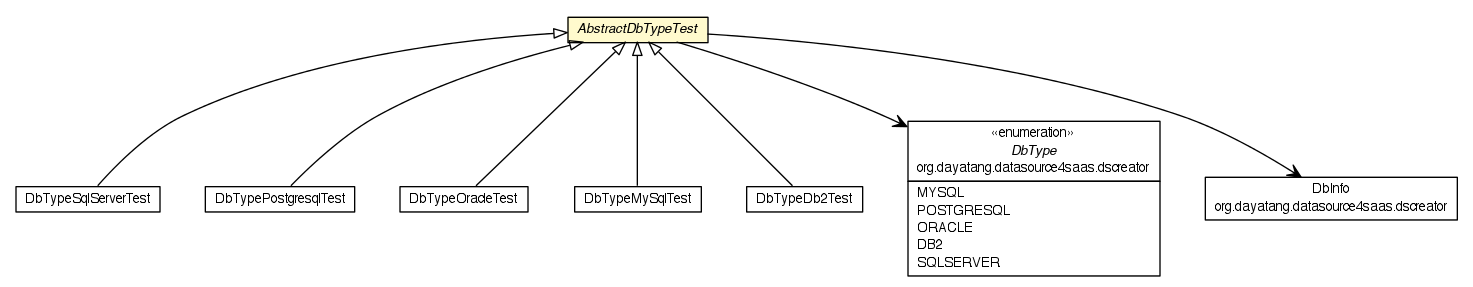 AbstractDbTypeTest
DbTypeSqlServerTest
DbTypePostgresqlTest
DbTypeOracleTest
DbTypeMySqlTest
DbTypeDb2Test
«enumeration»
DbType
org.dayatang.datasource4saas.dscreator
MYSQL
POSTGRESQL
ORACLE
DB2
SQLSERVER
DbInfo
org.dayatang.datasource4saas.dscreator